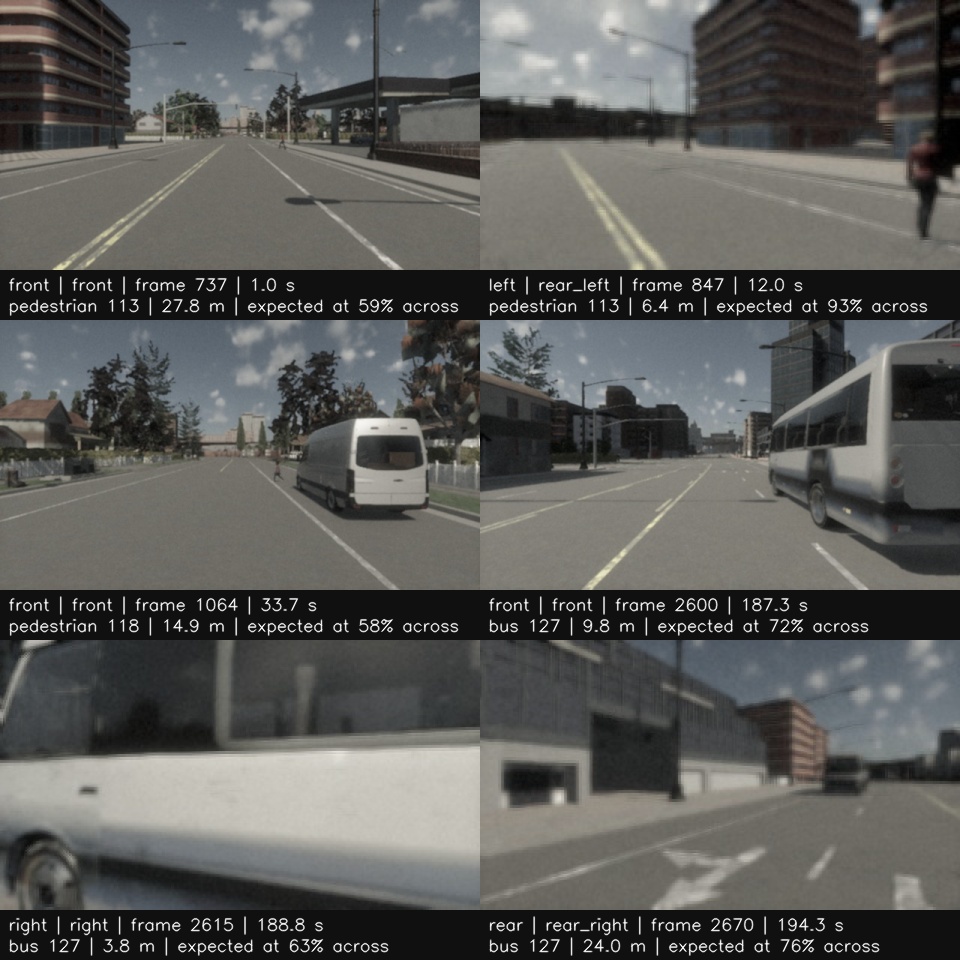 front | front | frame 737 | 1.0 s
pedestrian 113 | 27.8 m | expected at 59% across
left | rear_left | frame 847 | 12.0 s
pedestrian 113 | 6.4 m | expected at 93% across
front | front | frame 1064 | 33.7 s
pedestrian 118 | 14.9 m | expected at 58% across
front | front | frame 2600 | 187.3 s
bus 127 | 9.8 m | expected at 72% across
right | right | frame 2615 | 188.8 s
bus 127 | 3.8 m | expected at 63% across
rear | rear_right | frame 2670 | 194.3 s
bus 127 | 24.0 m | expected at 76% across